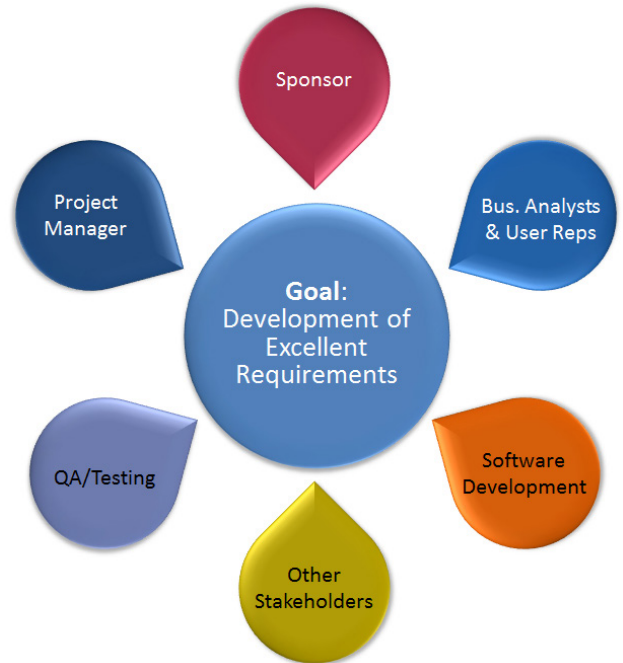 Sponsor
Project
Manager
Bus. Analysts
& User Reps
Goal:
Development of
Excellent
Requirements
QA/Testing
Software
Development
Other
Stakeholders